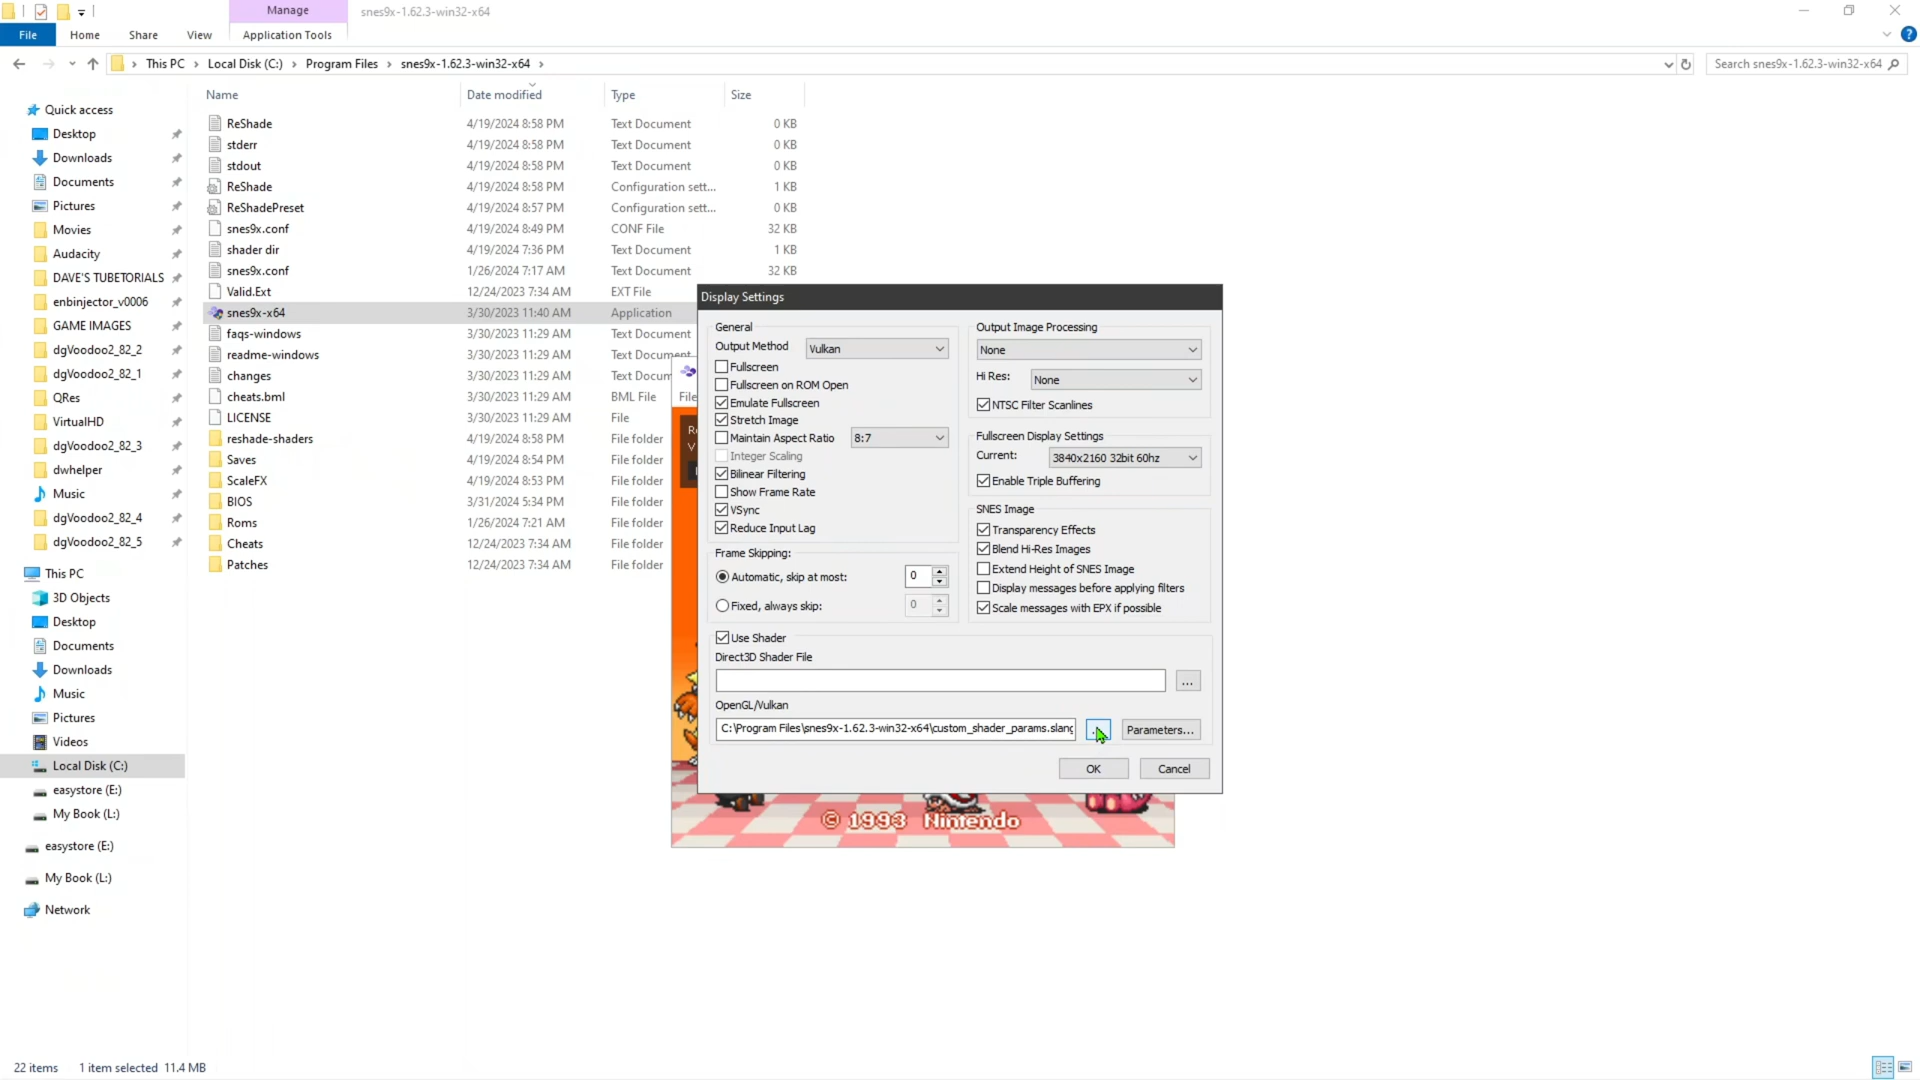 Manage
snes9x-1.62.3-win32-x64
File
Home
Share
View
Application Tools
This PC
Local Disk (C:)
Program Files
snes9x-1.62.3-win32-x64
Search snes9x-1.62.3-win32-x64
Name
Date modified
Type
Size
Quick access
Desktop
Downloads
Documents
Pictures
Movies
Audacity
DAVE'S TUBETORIALS
enbinjector_v0006
GAME IMAGES
dgVoodoo2_82_2
dgVoodoo2_82_1
QRes
VirtualHD
dgVoodoo2_82_3
dwhelper
Music
dgVoodoo2_82_4
dgVoodoo2_82_5
This PC
3D Objects
Desktop
Documents
Downloads
Music
Pictures
Videos
Local Disk (C:)
easystore (E:)
My Book (L:)
easystore (E:)
My Book (L:)
Network
ReShade 4/19/2024 8:58 PM Text Document 0 KB
stderr 4/19/2024 8:58 PM Text Document 0 KB
stdout 4/19/2024 8:58 PM Text Document 0 KB
ReShade 4/19/2024 8:58 PM Configuration sett... 1 KB
ReShadePreset 4/19/2024 8:57 PM Configuration sett... 0 KB
snes9x.conf 4/19/2024 8:49 PM CONF File 32 KB
shader dir 4/19/2024 7:36 PM Text Document 1 KB
snes9x.conf 1/26/2024 7:17 AM Text Document 32 KB
Valid.Ext 12/24/2023 7:34 AM EXT File
snes9x-x64 3/30/2023 11:40 AM Application
faqs-windows 3/30/2023 11:29 AM Text Document
readme-windows 3/30/2023 11:29 AM Text Document
changes 3/30/2023 11:29 AM Text Docum
cheats.bml 3/30/2023 11:29 AM BML File
LICENSE 3/30/2023 11:29 AM File
reshade-shaders 4/19/2024 8:58 PM File folder
Saves 4/19/2024 8:54 PM File folder
ScaleFX 4/19/2024 8:53 PM File folder
BIOS 3/31/2024 5:34 PM File folder
Roms 1/26/2024 7:21 AM File folder
Cheats 12/24/2023 7:34 AM File folder
Patches 12/24/2023 7:34 AM File folder
File
Display Settings
General
Output Method Vulkan
Fullscreen
Fullscreen on ROM Open
Emulate Fullscreen
Stretch Image
Maintain Aspect Ratio 8:7
Integer Scaling
Bilinear Filtering
Show Frame Rate
VSync
Reduce Input Lag
Frame Skipping:
Automatic, skip at most: 0
Fixed, always skip: 0
Output Image Processing
None
Hi Res: None
NTSC Filter Scanlines
Fullscreen Display Settings
Current: 3840x2160 32bit 60hz
Enable Triple Buffering
SNES Image
Transparency Effects
Blend Hi-Res Images
Extend Height of SNES Image
Display messages before applying filters
Scale messages with EPX if possible
Use Shader
Direct3D Shader File
...
OpenGL/Vulkan
C:\Program Files\snes9x-1.62.3-win32-x64\custom_shader_params.slang
Parameters...
OK
Cancel
© 1993 Nintendo
22 items
1 item selected 11.4 MB